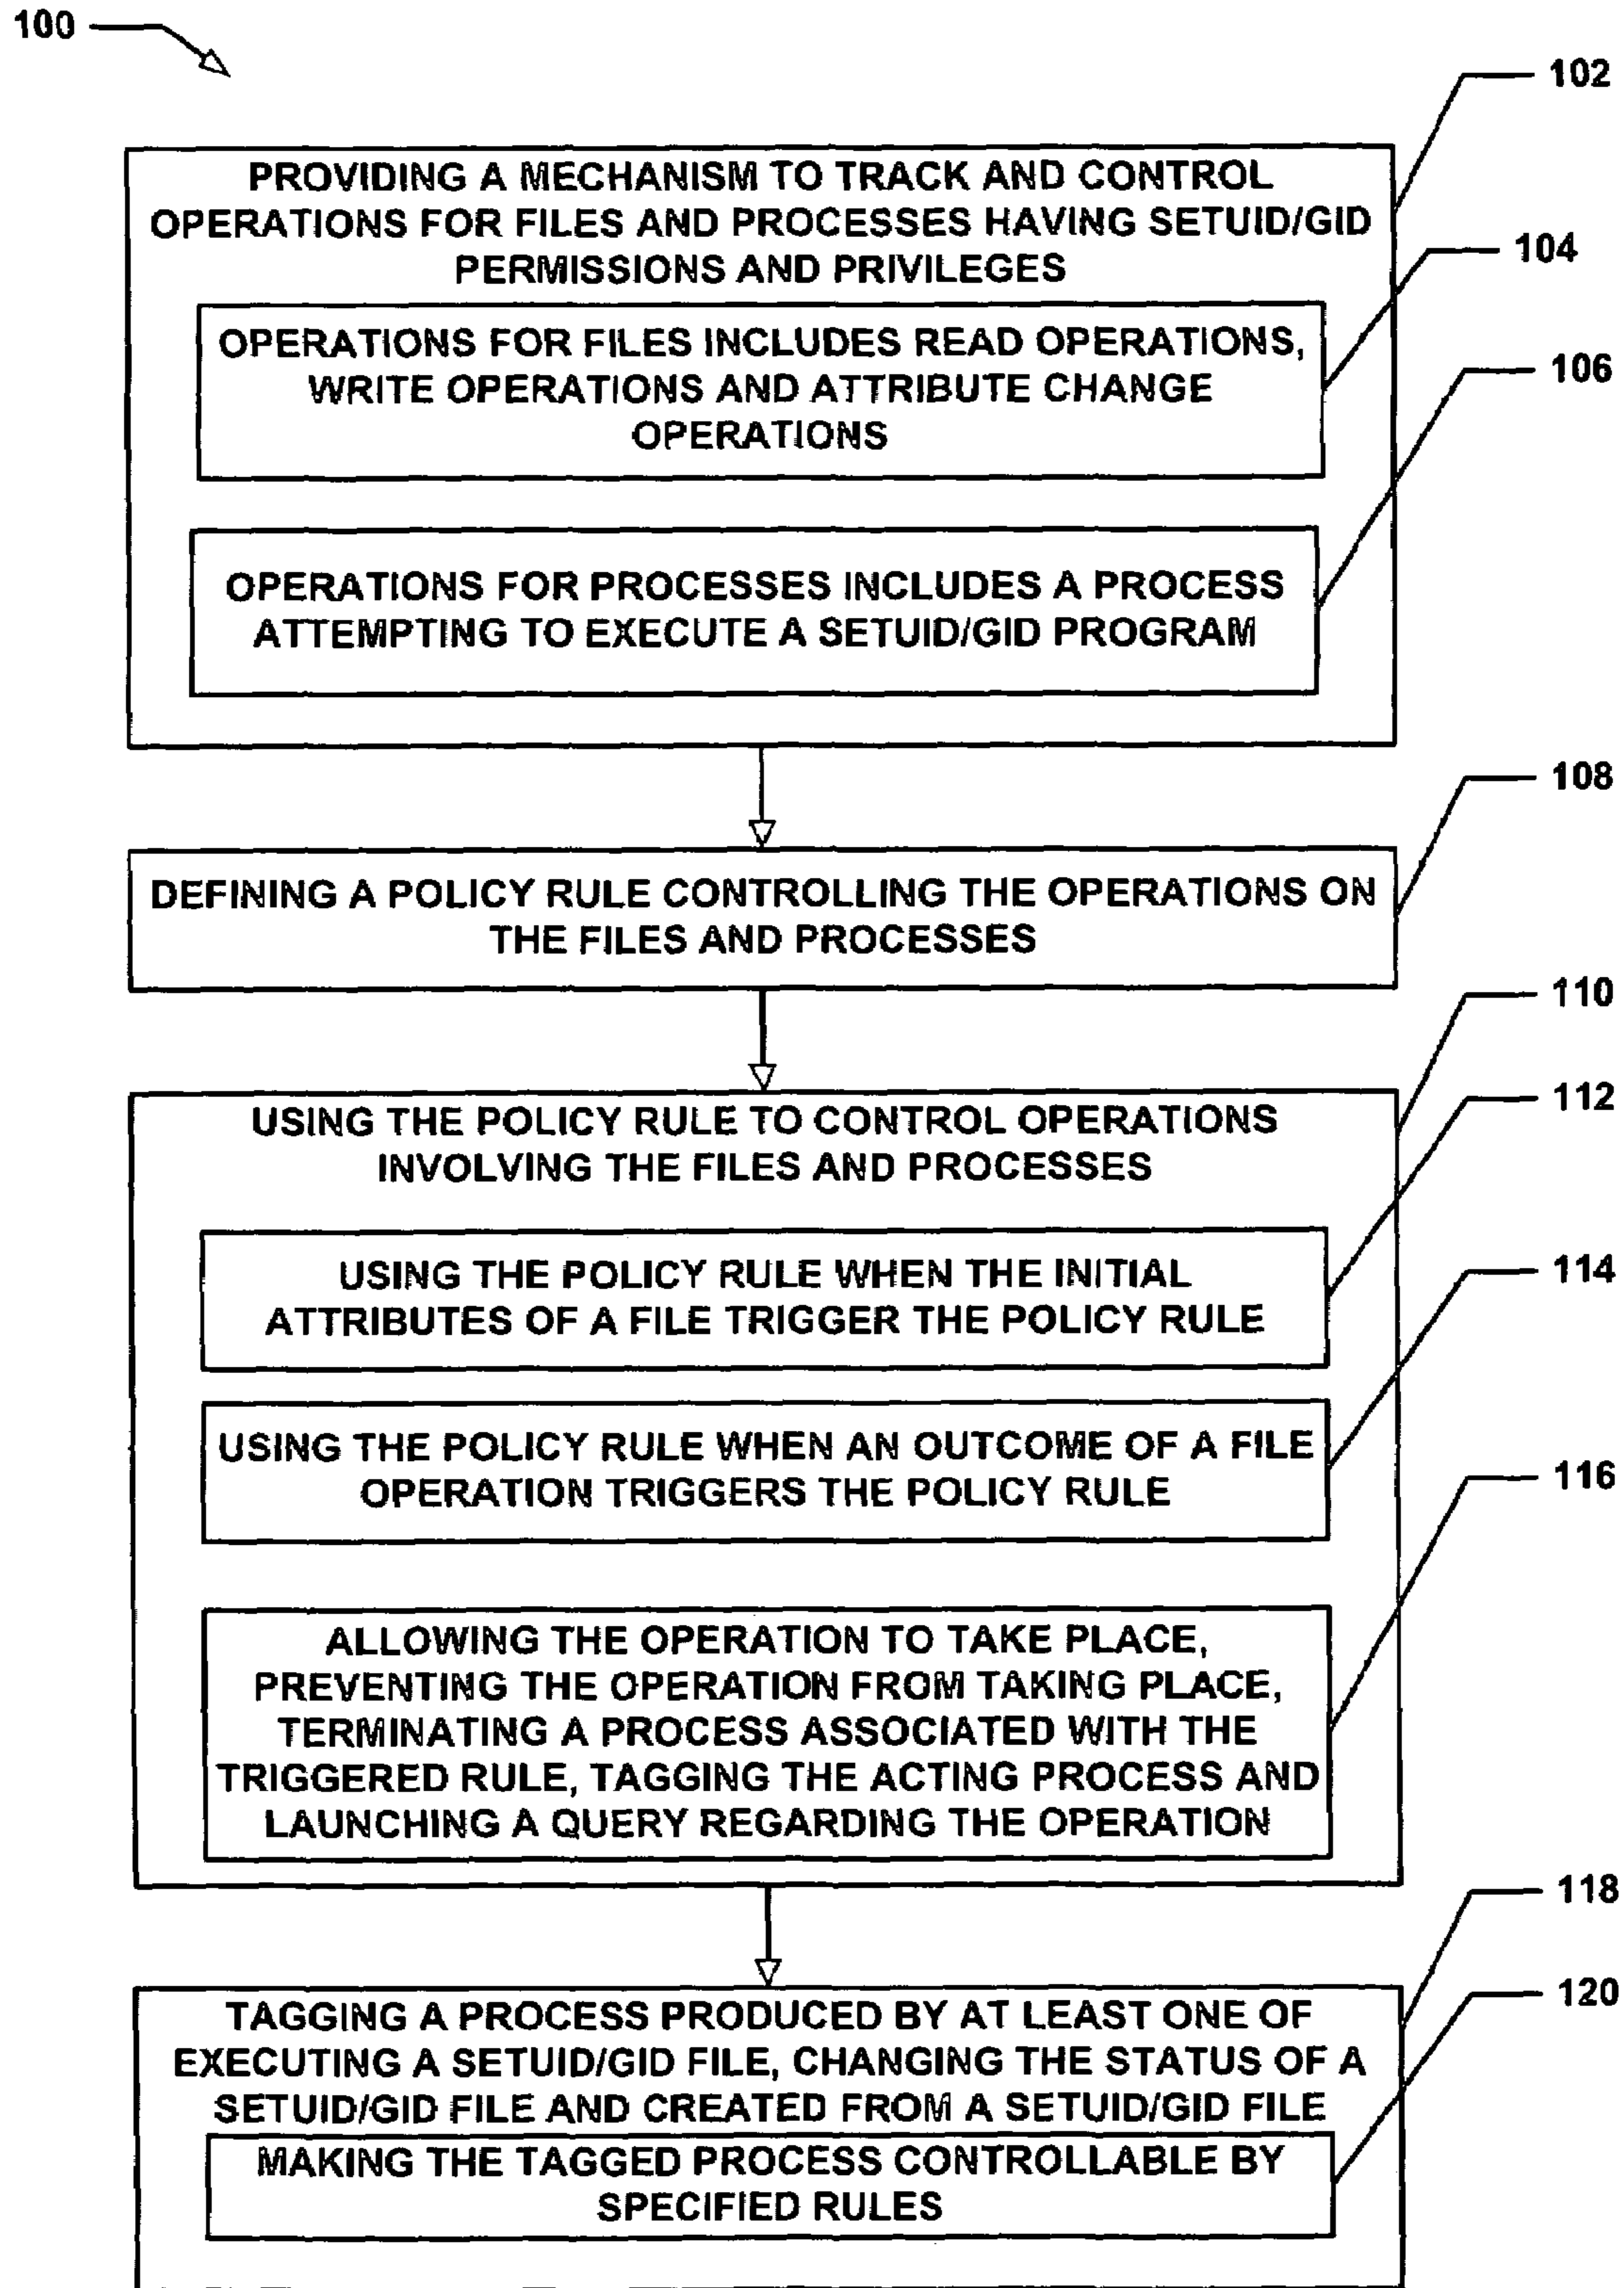 100
102
PROVIDING A MECHANISM TO TRACK AND CONTROL
OPERATIONS FOR FILES AND PROCESSES HAVING SETUID/GID
PERMISSIONS AND PRIVILEGES
104
OPERATIONS FOR FILES INCLUDES READ OPERATIONS,
WRITE OPERATIONS AND ATTRIBUTE CHANGE
OPERATIONS
106
OPERATIONS FOR PROCESSES INCLUDES A PROCESS
ATTEMPTING TO EXECUTE A SETUID/GID PROGRAM
108
DEFINING A POLICY RULE CONTROLLING THE OPERATIONS ON
THE FILES AND PROCESSES
110
USING THE POLICY RULE TO CONTROL OPERATIONS
INVOLVING THE FILES AND PROCESSES
112
USING THE POLICY RULE WHEN THE INITIAL
ATTRIBUTES OF A FILE TRIGGER THE POLICY RULE
114
USING THE POLICY RULE WHEN AN OUTCOME OF A FILE
OPERATION TRIGGERS THE POLICY RULE
116
ALLOWING THE OPERATION TO TAKE PLACE,
PREVENTING THE OPERATION FROM TAKING PLACE,
TERMINATING A PROCESS ASSOCIATED WITH THE
TRIGGERED RULE, TAGGING THE ACTING PROCESS AND
LAUNCHING A QUERY REGARDING THE OPERATION
118
TAGGING A PROCESS PRODUCED BY AT LEAST ONE OF
EXECUTING A SETUID/GID FILE, CHANGING THE STATUS OF A
SETUID/GID FILE AND CREATED FROM A SETUID/GID FILE
120
MAKING THE TAGGED PROCESS CONTROLLABLE BY
SPECIFIED RULES